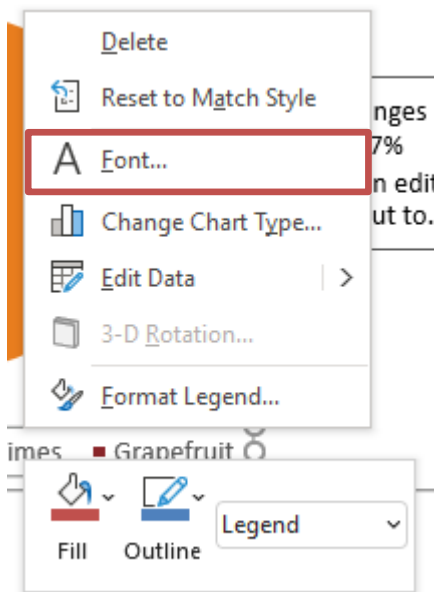 Delete
Reset to Match Style
nges
7%
Font...
n edit
ut to.
Change Chart Type...
Edit Data
3-D Rotation...
Format Legend...
imes Grapefruit
Legend
Fill Outline